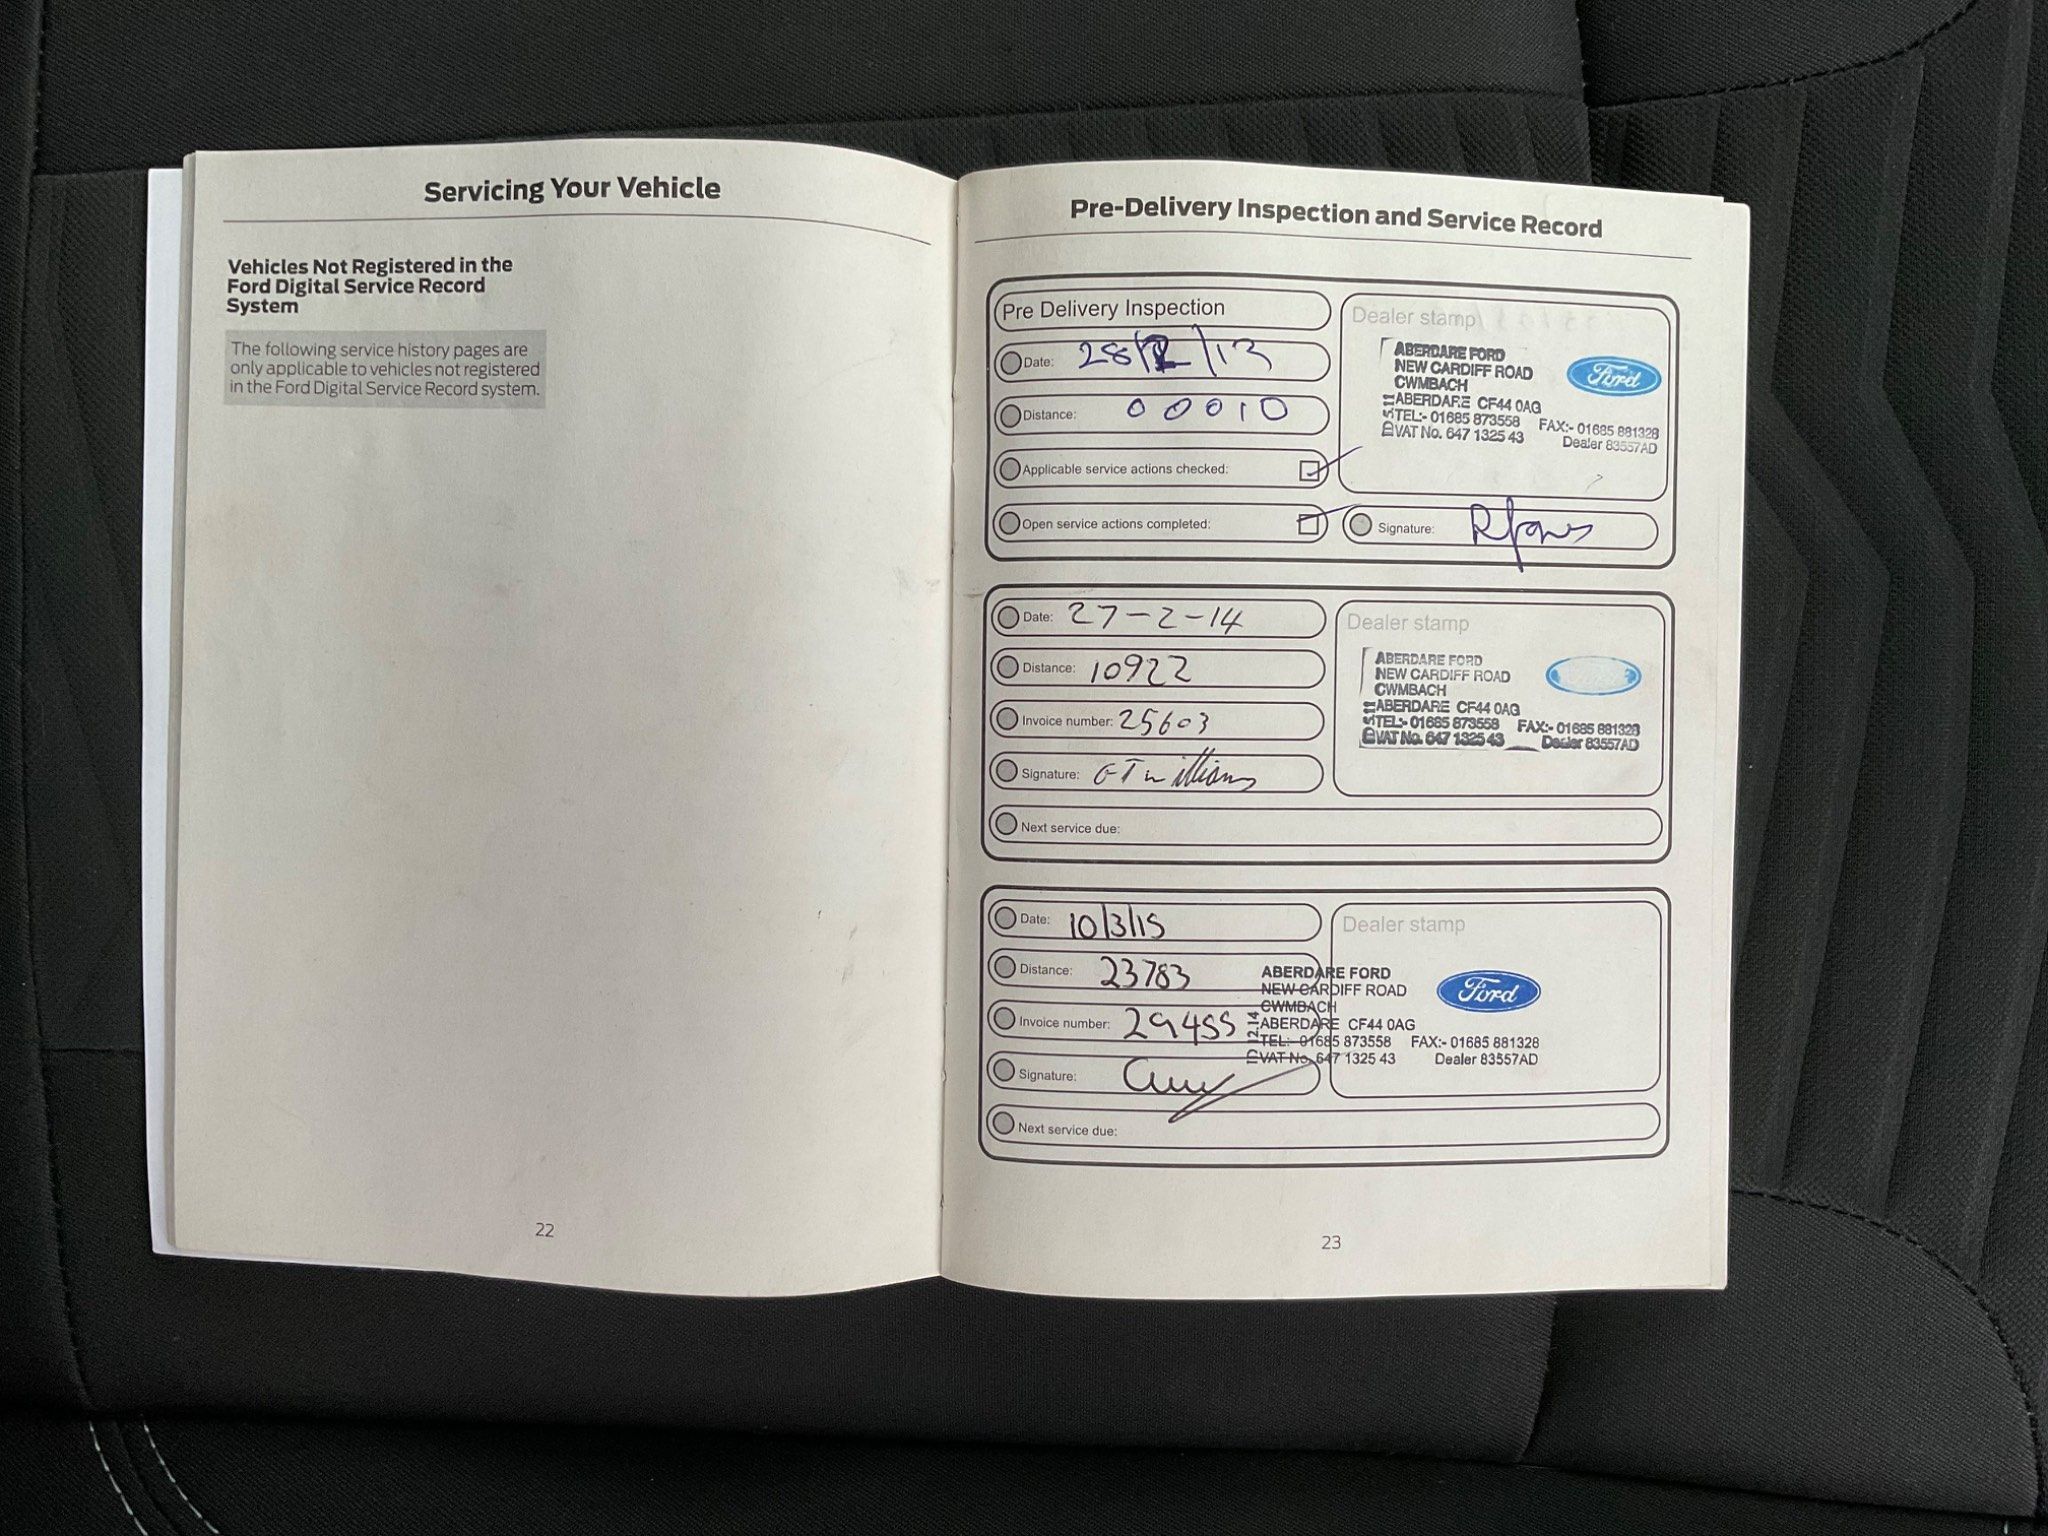 Servicing Your Vehicle
Vehicles Not Registered in the
Ford Digital Service Record
System
The following service history pages are
only applicable to vehicles not registered
in the Ford Digital Service Record system.
22
Pre-Delivery Inspection and Service Record
Pre Delivery Inspection
Date: 28/2/13
Distance: 00010
Applicable service actions checked:
Open service actions completed:
Dealer stamp
ABERDARE FORD
NEW CARDIFF ROAD
CWMBACH
ABERDARE CF44 0AG
TEL:- 01685 873558 FAX:- 01685 881328
VAT No. 647 1325 43 Dealer 83557AD
Ford
Signature:
Date: 27-2-14
Distance: 10922
Invoice number: 25603
Signature: GT Williams
Next service due:
Dealer stamp
ABERDARE FORD
NEW CARDIFF ROAD
CWMBACH
ABERDARE CF44 0AG
TEL:- 01685 873558 FAX:- 01685 881328
VAT No. 647 1325 43 Dealer 83557AD
Date: 10/3/15
Distance: 23783
Invoice number: 29455
Signature:
Next service due:
Dealer stamp
ABERDARE FORD
NEW CARDIFF ROAD
CWMBACH
ABERDARE CF44 0AG
TEL:- 01685 873558 FAX:- 01685 881328
VAT No. 647 1325 43 Dealer 83557AD
Ford
23